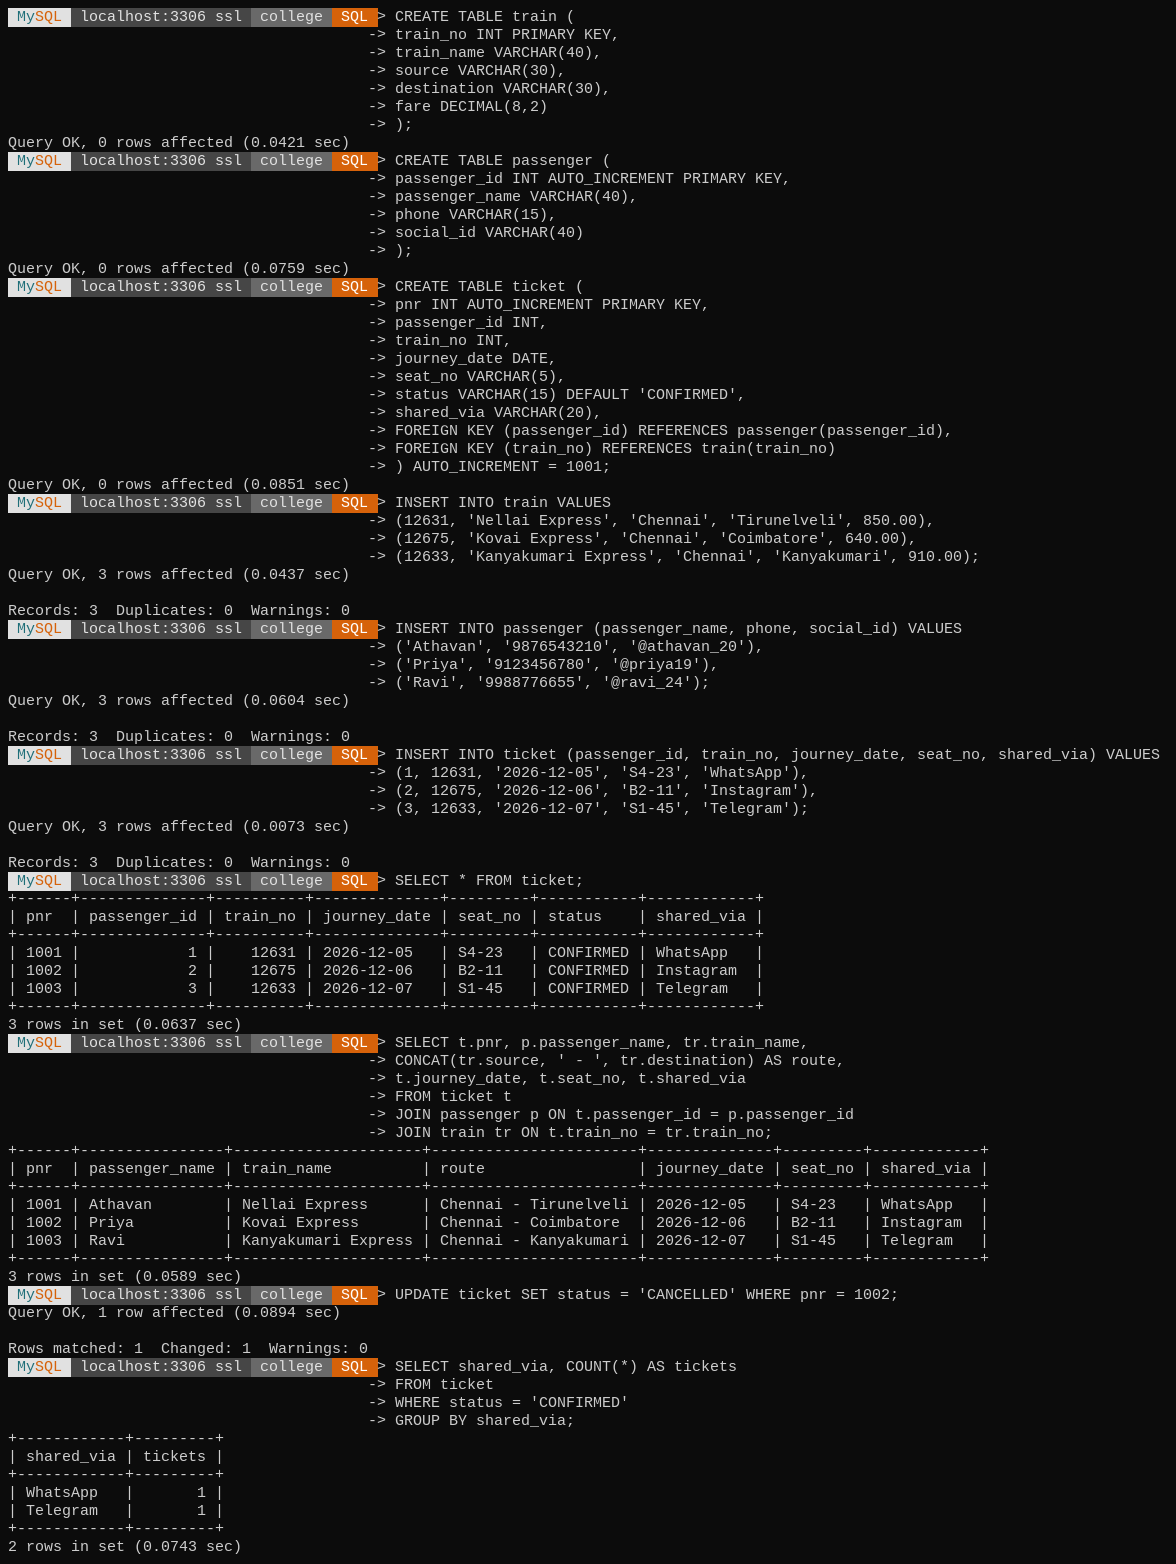 MySQL localhost:3306 ssl college SQL > CREATE TABLE train (
                                        -> train_no INT PRIMARY KEY,
                                        -> train_name VARCHAR(40),
                                        -> source VARCHAR(30),
                                        -> destination VARCHAR(30),
                                        -> fare DECIMAL(8,2)
                                        -> );
Query OK, 0 rows affected (0.0421 sec)
MySQL localhost:3306 ssl college SQL > CREATE TABLE passenger (
                                        -> passenger_id INT AUTO_INCREMENT PRIMARY KEY,
                                        -> passenger_name VARCHAR(40),
                                        -> phone VARCHAR(15),
                                        -> social_id VARCHAR(40)
                                        -> );
Query OK, 0 rows affected (0.0759 sec)
MySQL localhost:3306 ssl college SQL > CREATE TABLE ticket (
                                        -> pnr INT AUTO_INCREMENT PRIMARY KEY,
                                        -> passenger_id INT,
                                        -> train_no INT,
                                        -> journey_date DATE,
                                        -> seat_no VARCHAR(5),
                                        -> status VARCHAR(15) DEFAULT 'CONFIRMED',
                                        -> shared_via VARCHAR(20),
                                        -> FOREIGN KEY (passenger_id) REFERENCES passenger(passenger_id),
                                        -> FOREIGN KEY (train_no) REFERENCES train(train_no)
                                        -> ) AUTO_INCREMENT = 1001;
Query OK, 0 rows affected (0.0851 sec)
MySQL localhost:3306 ssl college SQL > INSERT INTO train VALUES
                                        -> (12631, 'Nellai Express', 'Chennai', 'Tirunelveli', 850.00),
                                        -> (12675, 'Kovai Express', 'Chennai', 'Coimbatore', 640.00),
                                        -> (12633, 'Kanyakumari Express', 'Chennai', 'Kanyakumari', 910.00);
Query OK, 3 rows affected (0.0437 sec)

Records: 3  Duplicates: 0  Warnings: 0
MySQL localhost:3306 ssl college SQL > INSERT INTO passenger (passenger_name, phone, social_id) VALUES
                                        -> ('Athavan', '9876543210', '@athavan_20'),
                                        -> ('Priya', '9123456780', '@priya19'),
                                        -> ('Ravi', '9988776655', '@ravi_24');
Query OK, 3 rows affected (0.0604 sec)

Records: 3  Duplicates: 0  Warnings: 0
MySQL localhost:3306 ssl college SQL > INSERT INTO ticket (passenger_id, train_no, journey_date, seat_no, shared_via) VALUES
                                        -> (1, 12631, '2026-12-05', 'S4-23', 'WhatsApp'),
                                        -> (2, 12675, '2026-12-06', 'B2-11', 'Instagram'),
                                        -> (3, 12633, '2026-12-07', 'S1-45', 'Telegram');
Query OK, 3 rows affected (0.0073 sec)

Records: 3  Duplicates: 0  Warnings: 0
MySQL localhost:3306 ssl college SQL > SELECT * FROM ticket;
+------+--------------+----------+--------------+---------+-----------+------------+
| pnr  | passenger_id | train_no | journey_date | seat_no | status    | shared_via |
+------+--------------+----------+--------------+---------+-----------+------------+
| 1001 |            1 |    12631 | 2026-12-05   | S4-23   | CONFIRMED | WhatsApp   |
| 1002 |            2 |    12675 | 2026-12-06   | B2-11   | CONFIRMED | Instagram  |
| 1003 |            3 |    12633 | 2026-12-07   | S1-45   | CONFIRMED | Telegram   |
+------+--------------+----------+--------------+---------+-----------+------------+
3 rows in set (0.0637 sec)
MySQL localhost:3306 ssl college SQL > SELECT t.pnr, p.passenger_name, tr.train_name,
                                        -> CONCAT(tr.source, ' - ', tr.destination) AS route,
                                        -> t.journey_date, t.seat_no, t.shared_via
                                        -> FROM ticket t
                                        -> JOIN passenger p ON t.passenger_id = p.passenger_id
                                        -> JOIN train tr ON t.train_no = tr.train_no;
+------+----------------+---------------------+-----------------------+--------------+---------+------------+
| pnr  | passenger_name | train_name          | route                 | journey_date | seat_no | shared_via |
+------+----------------+---------------------+-----------------------+--------------+---------+------------+
| 1001 | Athavan        | Nellai Express      | Chennai - Tirunelveli | 2026-12-05   | S4-23   | WhatsApp   |
| 1002 | Priya          | Kovai Express       | Chennai - Coimbatore  | 2026-12-06   | B2-11   | Instagram  |
| 1003 | Ravi           | Kanyakumari Express | Chennai - Kanyakumari | 2026-12-07   | S1-45   | Telegram   |
+------+----------------+---------------------+-----------------------+--------------+---------+------------+
3 rows in set (0.0589 sec)
MySQL localhost:3306 ssl college SQL > UPDATE ticket SET status = 'CANCELLED' WHERE pnr = 1002;
Query OK, 1 row affected (0.0894 sec)

Rows matched: 1  Changed: 1  Warnings: 0
MySQL localhost:3306 ssl college SQL > SELECT shared_via, COUNT(*) AS tickets
                                        -> FROM ticket
                                        -> WHERE status = 'CONFIRMED'
                                        -> GROUP BY shared_via;
+------------+---------+
| shared_via | tickets |
+------------+---------+
| WhatsApp   |       1 |
| Telegram   |       1 |
+------------+---------+
2 rows in set (0.0743 sec)